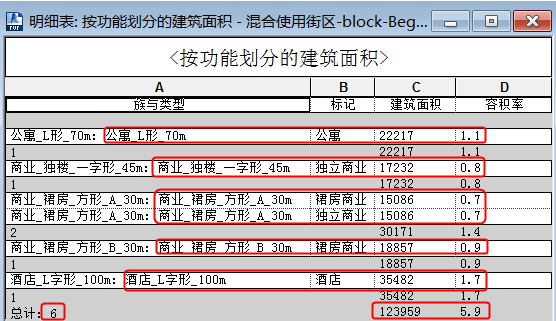 明细表: 按功能划分的建筑面积 - 混合使用街区-block-Beg...
<按功能划分的建筑面积>
A B C D
族与类型 标记 建筑面积 容积率
公寓_L形_70m: 公寓_L形_70m 公寓 22217 1.1
1 22217 1.1
商业_独楼_一字形_45m: 商业_独楼_一字形_45m 独立商业 17232 0.8
1 17232 0.8
商业_裙房_方形_A_30m: 商业_裙房_方形_A_30m 裙房商业 15086 0.7
商业_裙房_方形_A_30m: 商业_裙房_方形_A_30m 独立商业 15086 0.7
2 30171 1.4
商业_裙房_方形_B_30m: 商业_裙房_方形_B_30m 裙房商业 18857 0.9
1 18857 0.9
酒店_L字形_100m: 酒店_L字形_100m 酒店 35482 1.7
1 35482 1.7
总计: 6 123959 5.9